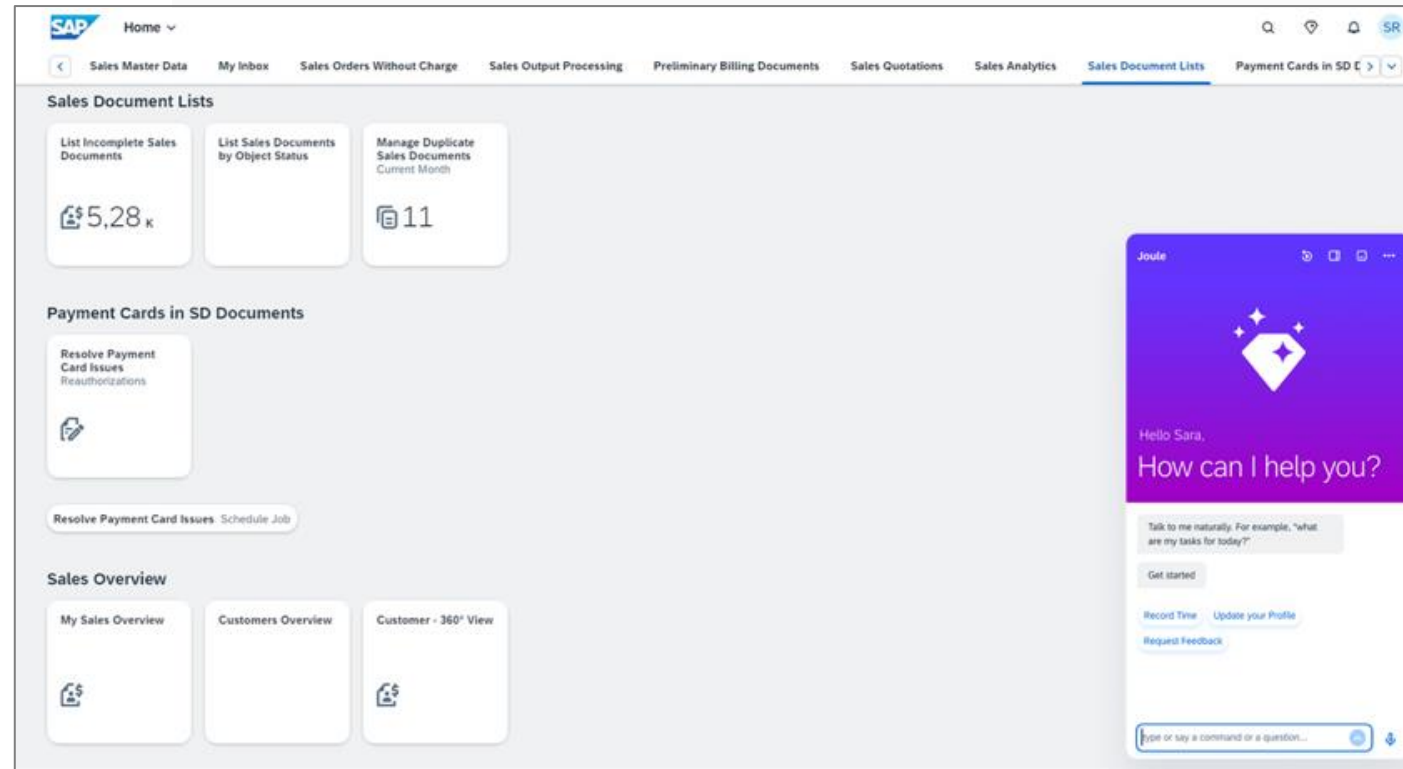 SAP Home
SR
Sales Master Data My Inbox Sales Orders Without Charge Sales Output Processing Preliminary Billing Documents Sales Quotations Sales Analytics Sales Document Lists Payment Cards in SD D
Sales Document Lists
List Incomplete Sales
Documents
5,28 K
List Sales Documents
by Object Status
Manage Duplicate
Sales Documents
Current Month
11
Payment Cards in SD Documents
Resolve Payment
Card Issues
Reauthorizations
Resolve Payment Card Issues Schedule Job
Sales Overview
My Sales Overview
Customers Overview
Customer - 360° View
Joule
Hello Sara,
How can I help you?
Talk to me naturally. For example, "what
are my tasks for today?"
Get started
Record Time Update your Profile
Request Feedback
Type or say a command or a question...